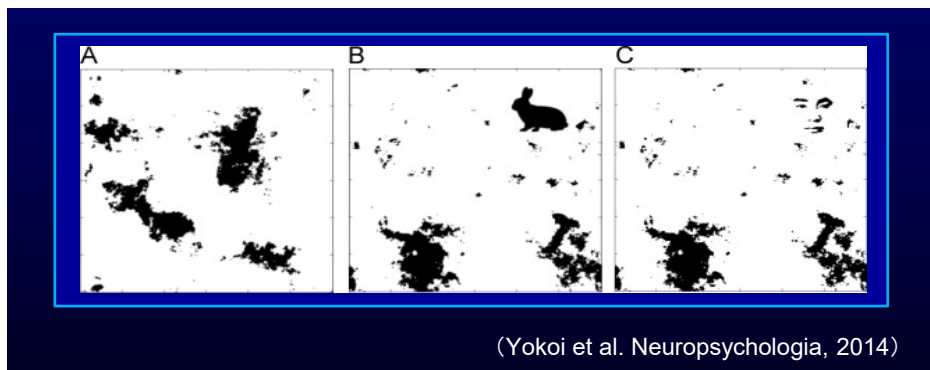 A B C
（Yokoi et al. Neuropsychologia, 2014）